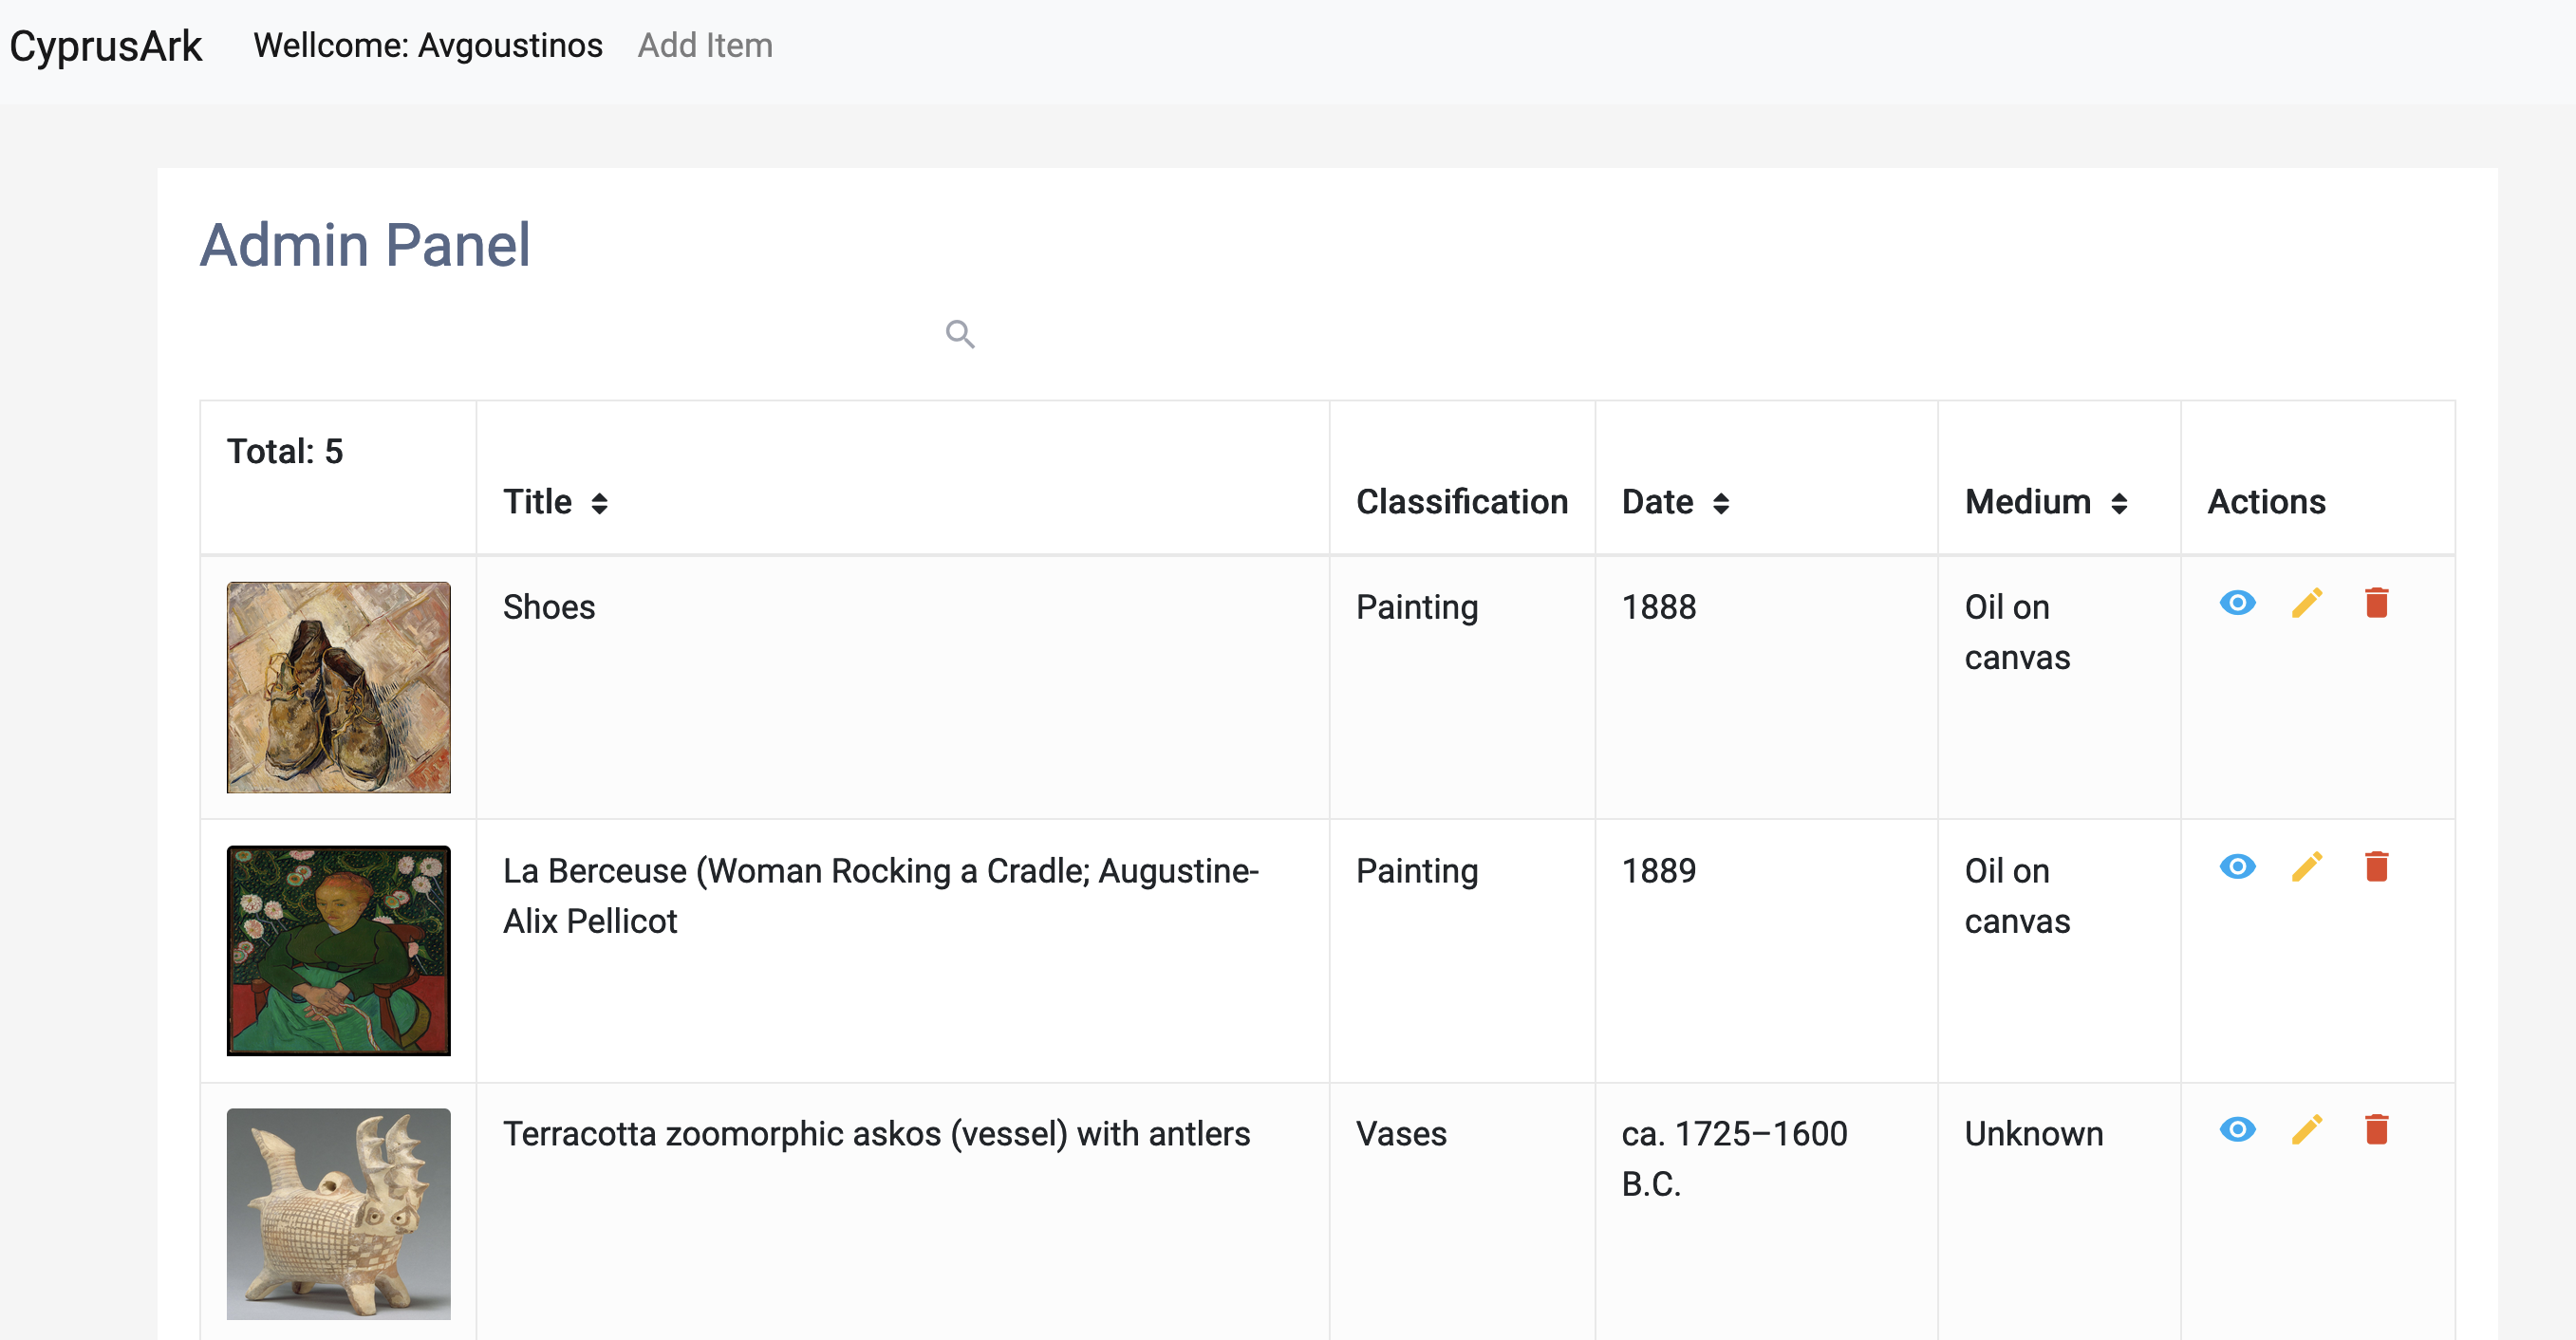 CyprusArk Wellcome: Avgoustinos Add Item
Admin Panel
Total: 5
Title Classification Date Medium Actions
Shoes Painting 1888 Oil on
canvas
La Berceuse (Woman Rocking a Cradle; Augustine- Painting 1889 Oil on
Alix Pellicot canvas
Terracotta zoomorphic askos (vessel) with antlers Vases ca. 1725–1600 Unknown
B.C.